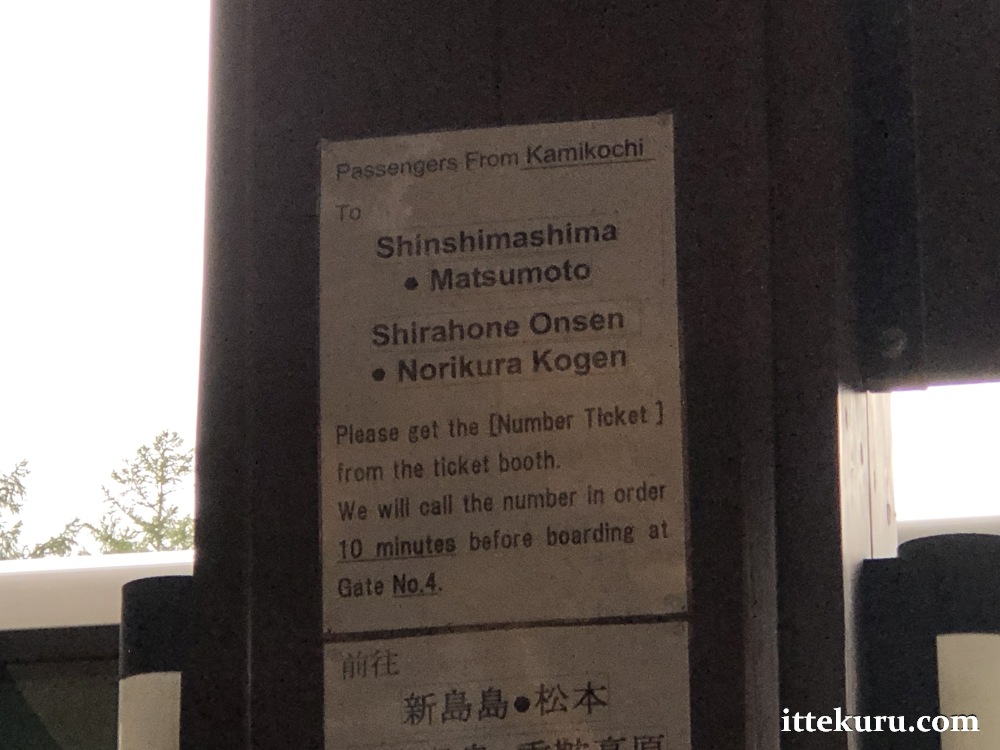 Passengers From Kamikochi
To
Shinshimashima
● Matsumoto
Shirahone Onsen
● Norikura Kogen
Please get the [Number Ticket]
from the ticket booth.
We will call the number in order
10 minutes before boarding at
Gate No.4.
前往
新島島●松本
ittekuru.com